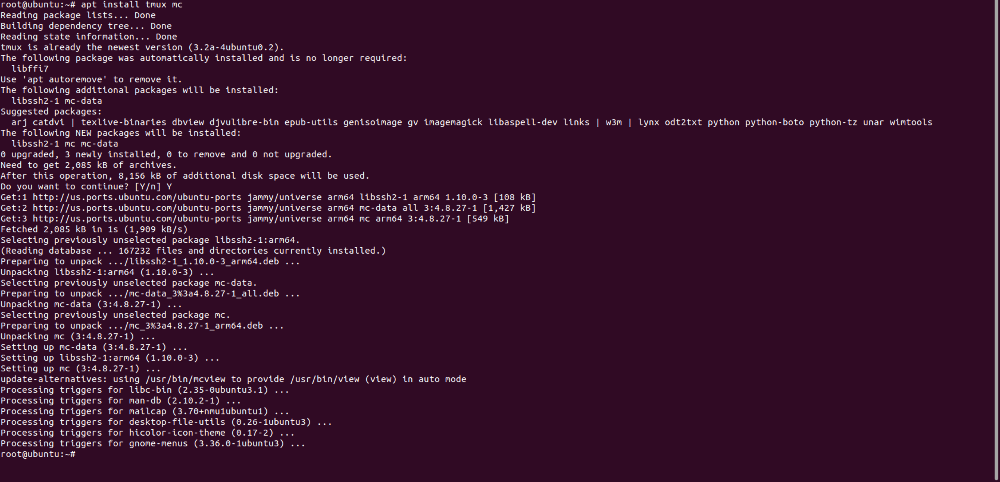 root@ubuntu:~# apt install tmux mc
Reading package lists... Done
Building dependency tree... Done
Reading state information... Done
tmux is already the newest version (3.2a-4ubuntu0.2).
The following package was automatically installed and is no longer required:
  libffi7
Use 'apt autoremove' to remove it.
The following additional packages will be installed:
  libssh2-1 mc-data
Suggested packages:
  arj catdvi | texlive-binaries dbview djvulibre-bin epub-utils genisoimage gv imagemagick libaspell-dev links | w3m | lynx odt2txt python python-boto python-tz unar wimtools
The following NEW packages will be installed:
  libssh2-1 mc mc-data
0 upgraded, 3 newly installed, 0 to remove and 0 not upgraded.
Need to get 2,085 kB of archives.
After this operation, 8,156 kB of additional disk space will be used.
Do you want to continue? [Y/n] Y
Get:1 http://us.ports.ubuntu.com/ubuntu-ports jammy/universe arm64 libssh2-1 arm64 1.10.0-3 [108 kB]
Get:2 http://us.ports.ubuntu.com/ubuntu-ports jammy/universe arm64 mc-data all 3:4.8.27-1 [1,427 kB]
Get:3 http://us.ports.ubuntu.com/ubuntu-ports jammy/universe arm64 mc arm64 3:4.8.27-1 [549 kB]
Fetched 2,085 kB in 1s (1,909 kB/s)
Selecting previously unselected package libssh2-1:arm64.
(Reading database ... 167232 files and directories currently installed.)
Preparing to unpack .../libssh2-1_1.10.0-3_arm64.deb ...
Unpacking libssh2-1:arm64 (1.10.0-3) ...
Selecting previously unselected package mc-data.
Preparing to unpack .../mc-data_3%3a4.8.27-1_all.deb ...
Unpacking mc-data (3:4.8.27-1) ...
Selecting previously unselected package mc.
Preparing to unpack .../mc_3%3a4.8.27-1_arm64.deb ...
Unpacking mc (3:4.8.27-1) ...
Setting up mc-data (3:4.8.27-1) ...
Setting up libssh2-1:arm64 (1.10.0-3) ...
Setting up mc (3:4.8.27-1) ...
update-alternatives: using /usr/bin/mcview to provide /usr/bin/view (view) in auto mode
Processing triggers for libc-bin (2.35-0ubuntu3.1) ...
Processing triggers for man-db (2.10.2-1) ...
Processing triggers for mailcap (3.70+nmu1ubuntu1) ...
Processing triggers for desktop-file-utils (0.26-1ubuntu3) ...
Processing triggers for hicolor-icon-theme (0.17-2) ...
Processing triggers for gnome-menus (3.36.0-1ubuntu3) ...
root@ubuntu:~#